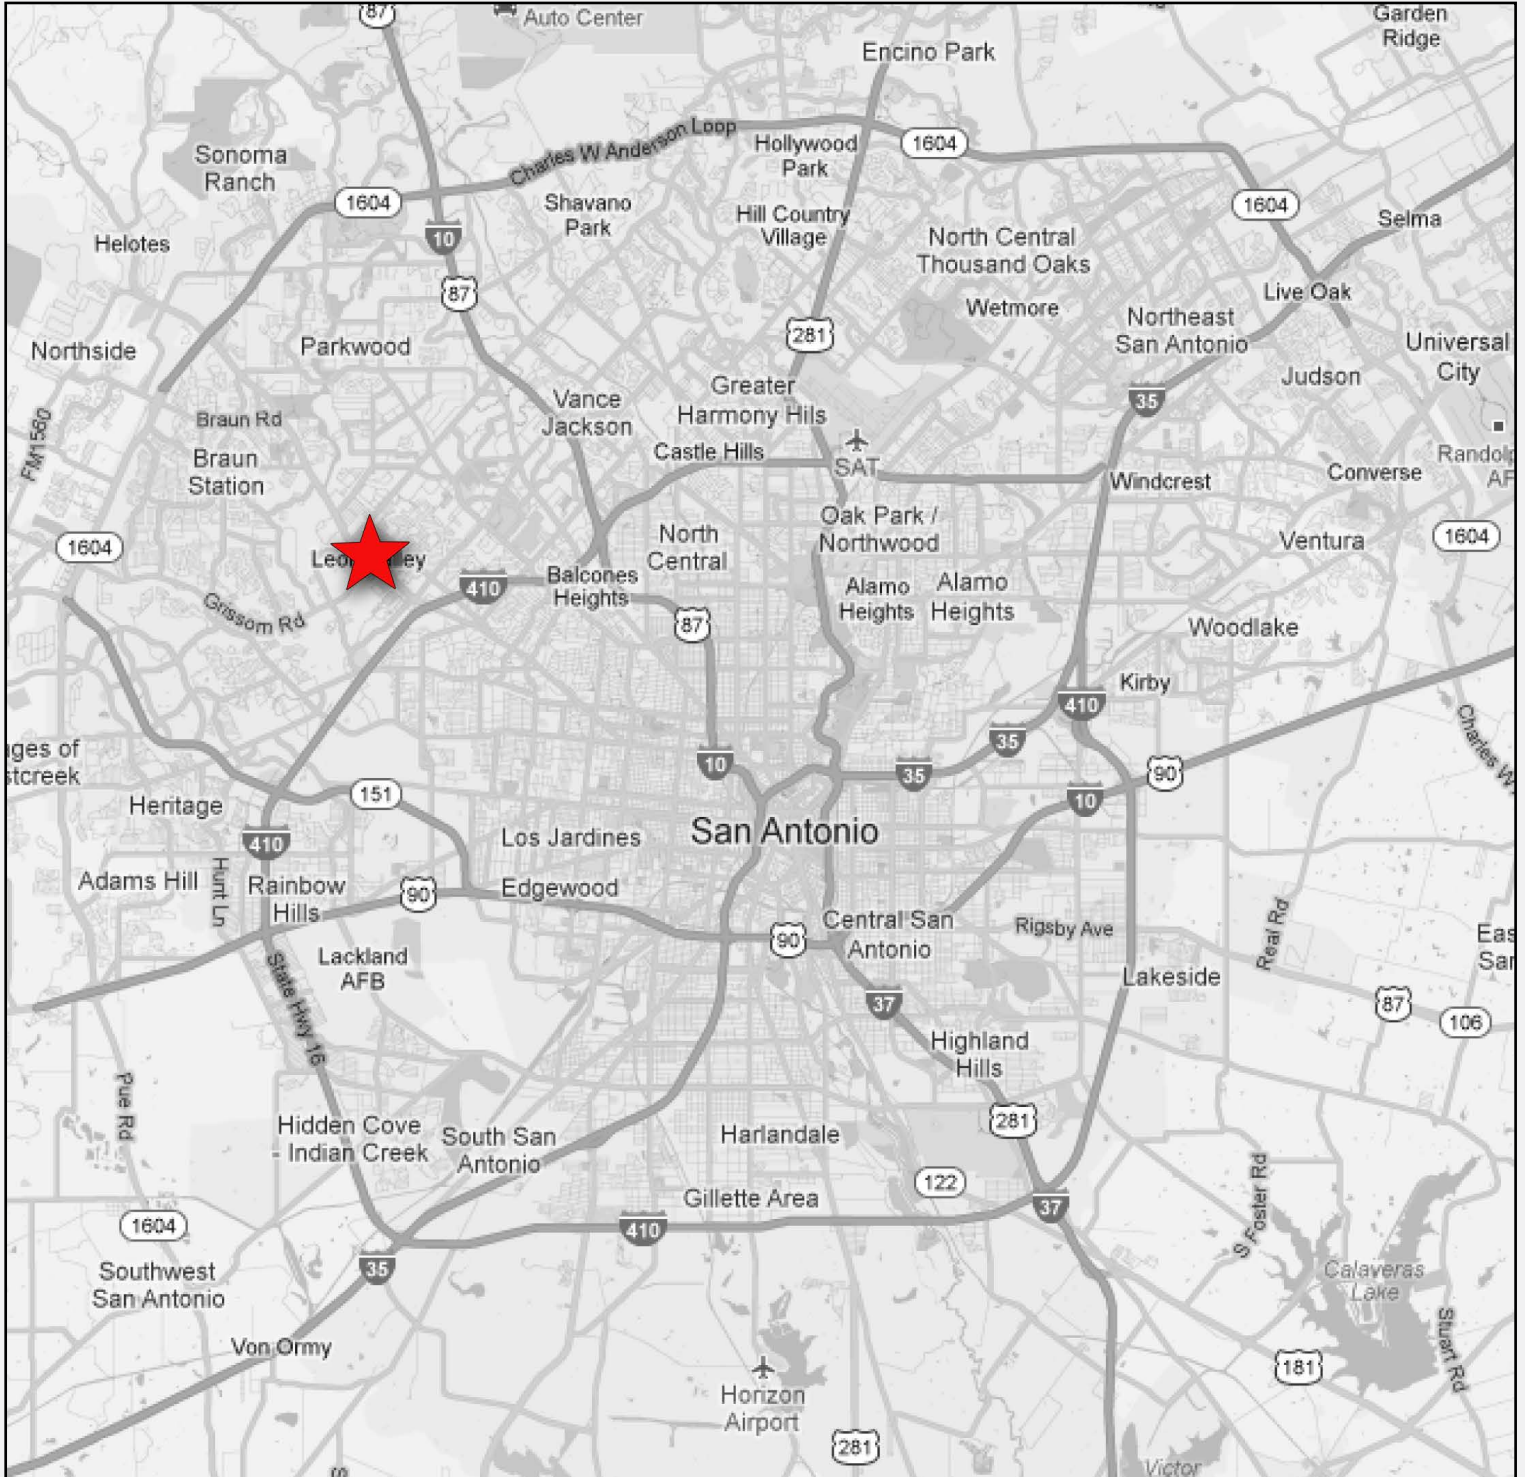 87
Auto Center
Garden
Ridge
Encino Park
Charles W Anderson Loop
Hollywood
Park
1604
Sonoma
Ranch
1604
Shavano
Park
1604
Selma
Hill Country
Village
10
Helotes
North Central
Thousand Oaks
87
Live Oak
Wetmore
Northeast
San Antonio
281
Northside
Parkwood
Universal
City
Judson
Greater
Harmony Hills
Vance
Jackson
35
Braun Rd
FM1560
Castle Hills
Braun
Station
SAT
Windcrest
Converse
Oak Park /
Northwood
North
Central
1604
1604
Ventura
410
Balcones
Heights
Alamo
Heights
Alamo
Heights
Grissom Rd
87
Woodlake
Kirby
410
35
Charles W
10
35
90
stcreek
151
10
Heritage
San Antonio
Los Jardines
410
Adams Hill
Hunt Ln
Rainbow
Hills
90
Edgewood
Central San
Antonio
Rigsby Ave
Real Rd
90
Lackland
AFB
Lakeside
State Hwy 16
37
87
106
Highland
Hills
Pue Rd
281
Hidden Cove
- Indian Creek
South San
Antonio
Harlandale
122
Gillette Area
S Foster Rd
37
1604
410
35
Southwest
San Antonio
Calaveras
Lake
Von Ormy
Stuart Rd
181
Horizon
Airport
281
Victor